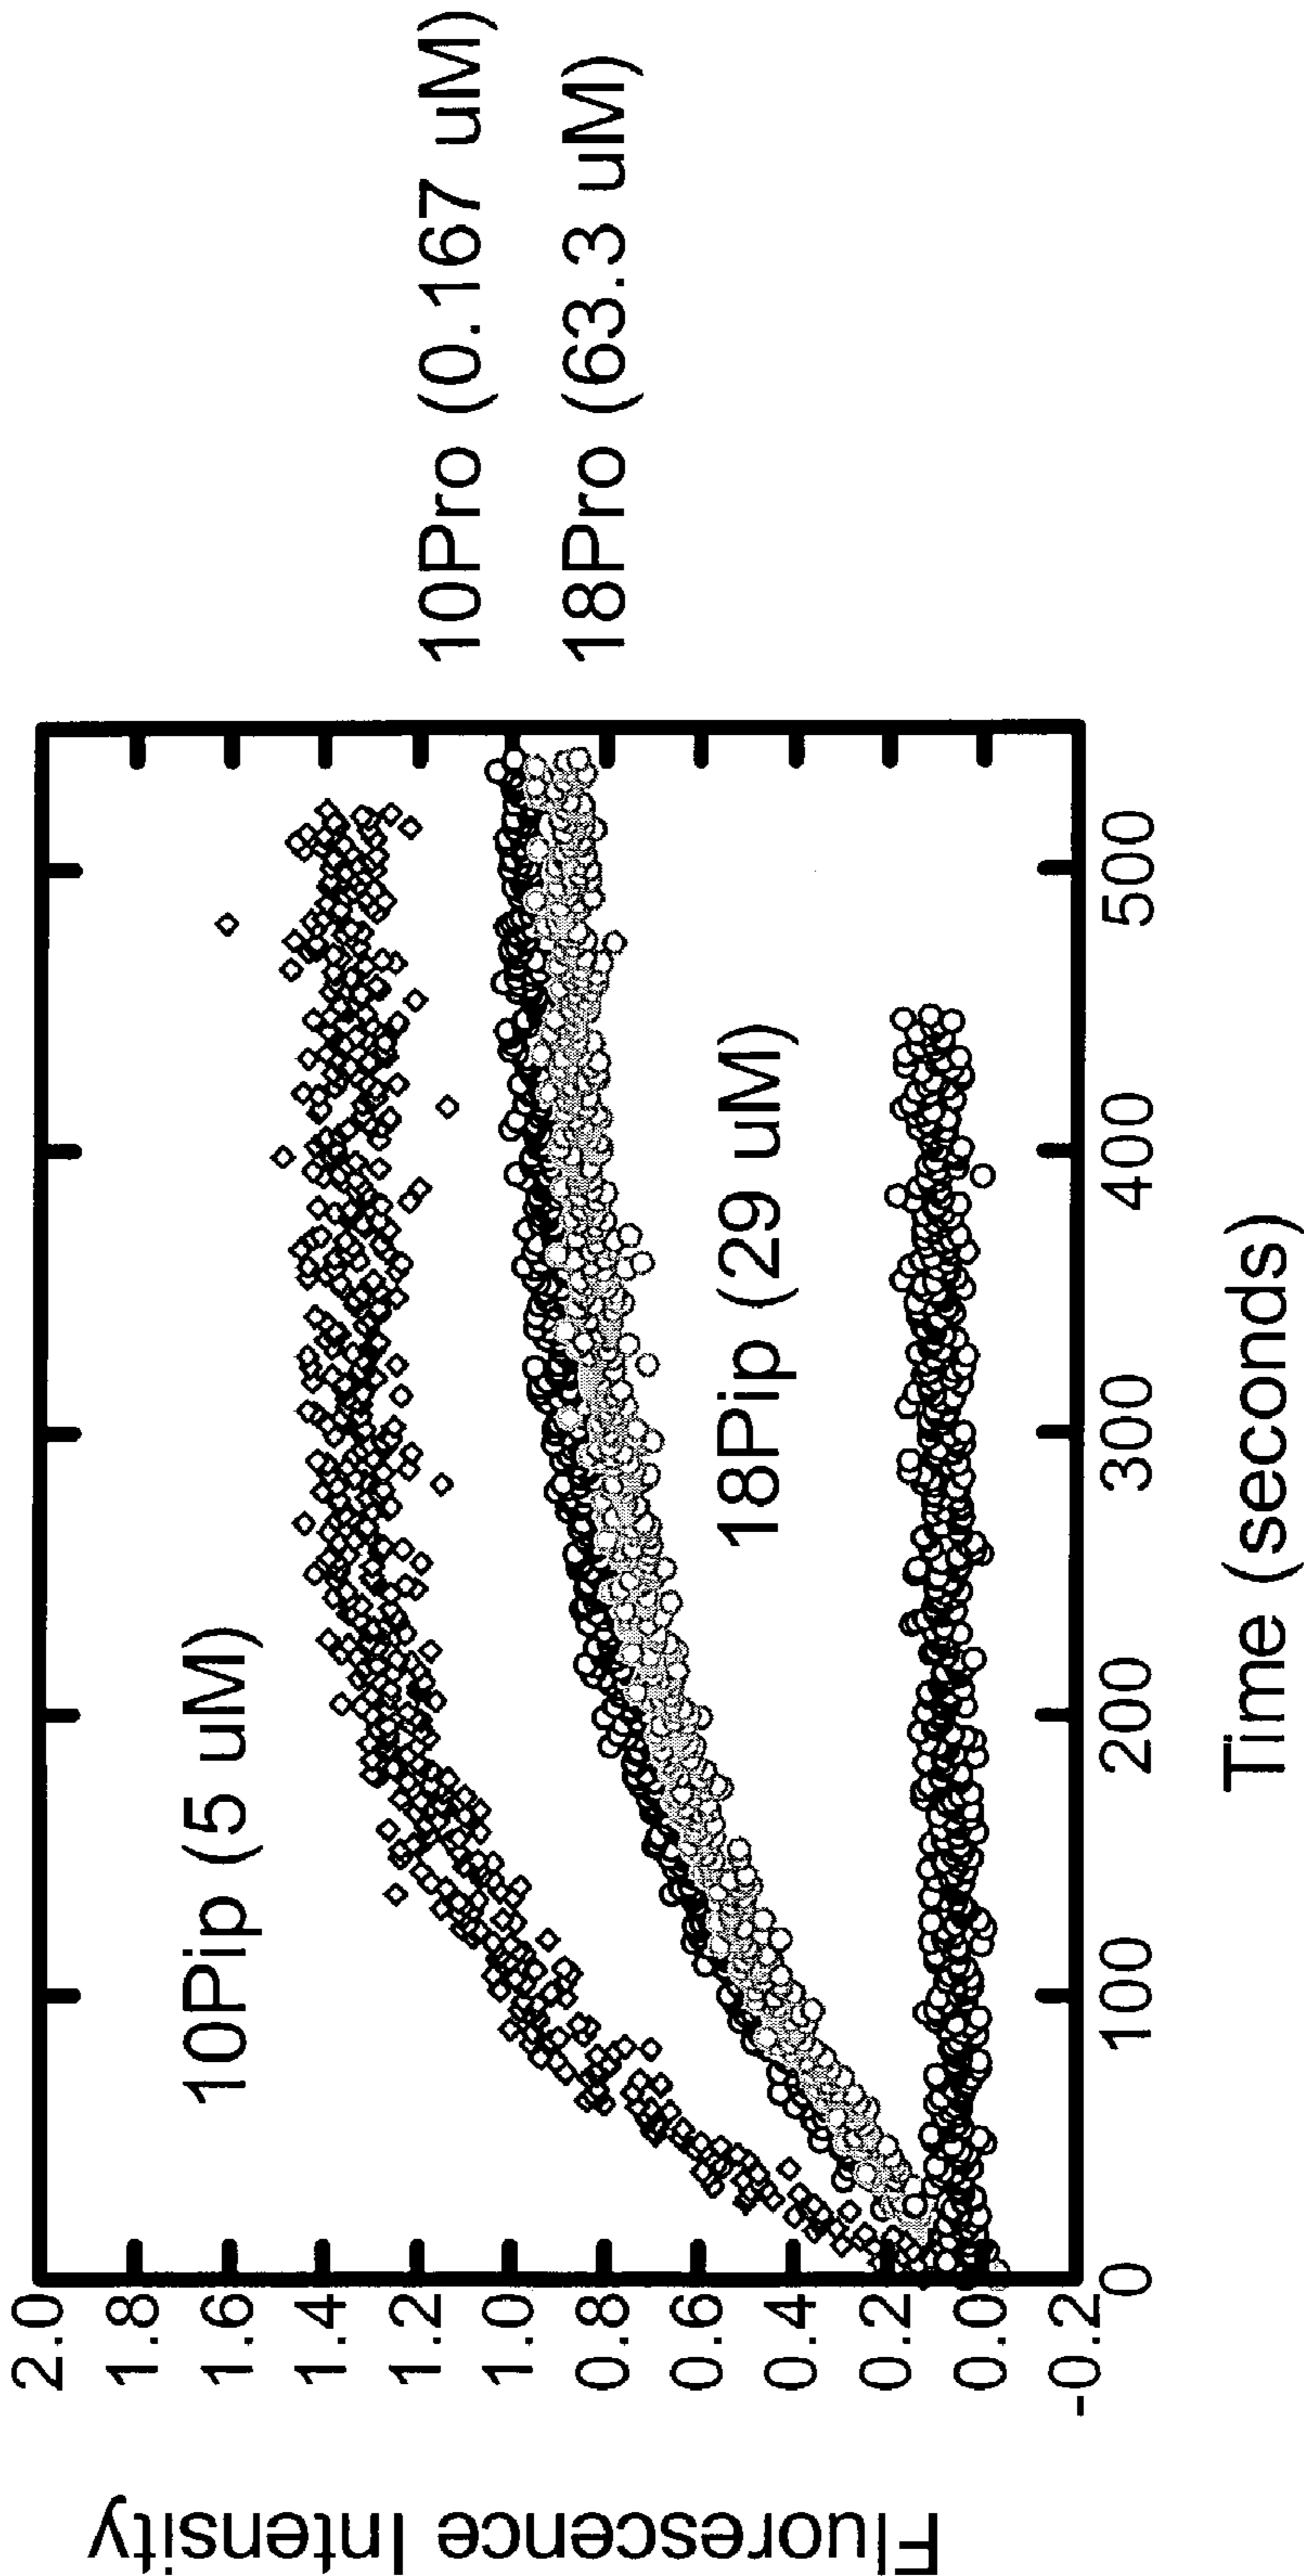 Fluorescence Intensity
2.0
1.8
1.6
1.4
1.2
1.0
0.8
0.6
0.4
0.2
0.0
-0.2
10Pip (5 uM)
10Pro (0.167 uM)
18Pro (63.3 uM)
18Pip (29 uM)
0 100 200 300 400 500
Time (seconds)